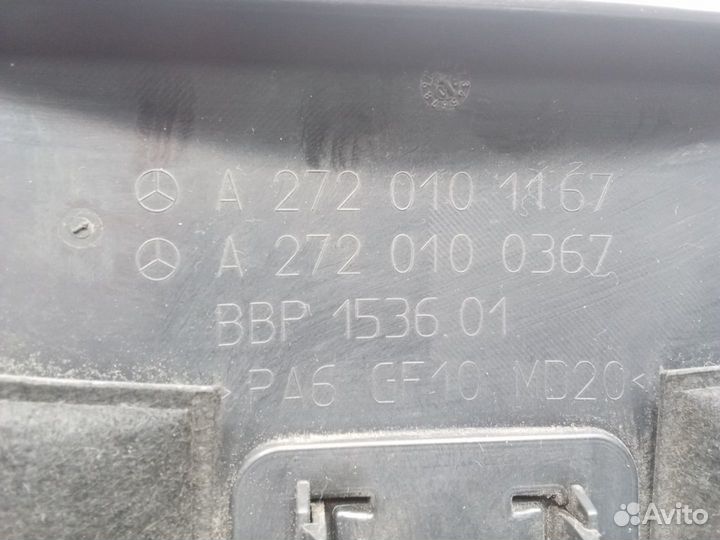 A 272 010 1167
A 272 010 0367
BBP 1536.01
>PA6 GF10 MD20<
Avito